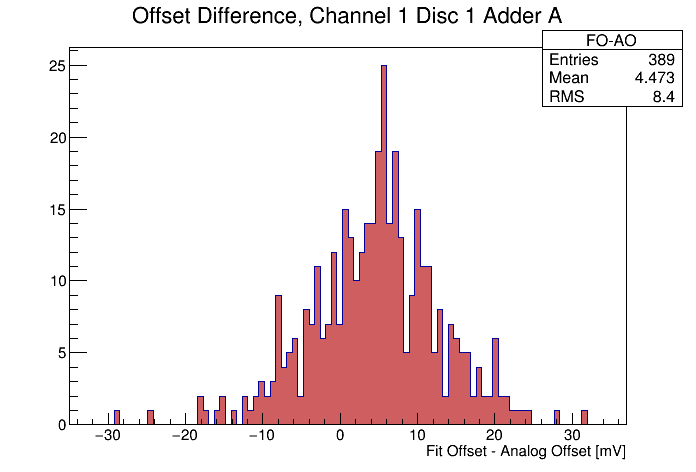 Offset Difference, Channel 1 Disc 1 Adder A
FO-AO
Entries 389
Mean 4.473
RMS 8.4
25
20
15
10
5
0
−30 −20 −10 0 10 20 30
Fit Offset - Analog Offset [mV]